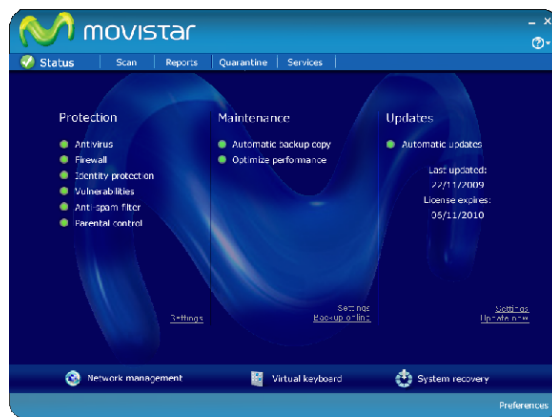 movistar
Status Scan Reports Quarantine Services
Protection
Antivirus
Firewall
Identity protection
Vulnerabilities
Anti-spam filter
Parental control
Settings
Maintenance
Automatic backup copy
Optimize performance
Settings
Backup online
Updates
Automatic updates
Last updated:
22/11/2009
License expires:
06/11/2010
Settings
Update now
Network management Virtual keyboard System recovery
Preferences